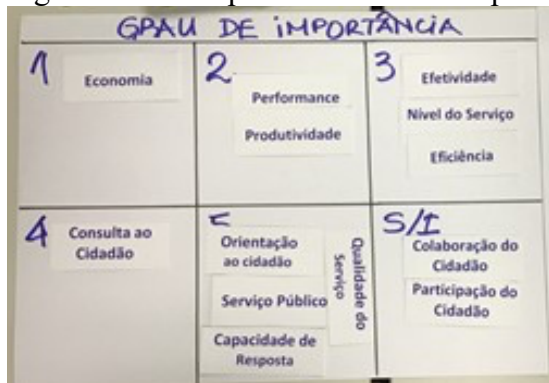 GRAU DE IMPORTÂNCIA
1
Economia
2
Performance
Produtividade
3
Efetividade
Nível do Serviço
Eficiência
4
Consulta ao
Cidadão
5
Orientação
ao cidadão
Serviço Público
Capacidade de
Resposta
Qualidade do
Serviço
S/I
Colaboração do
Cidadão
Participação do
Cidadão